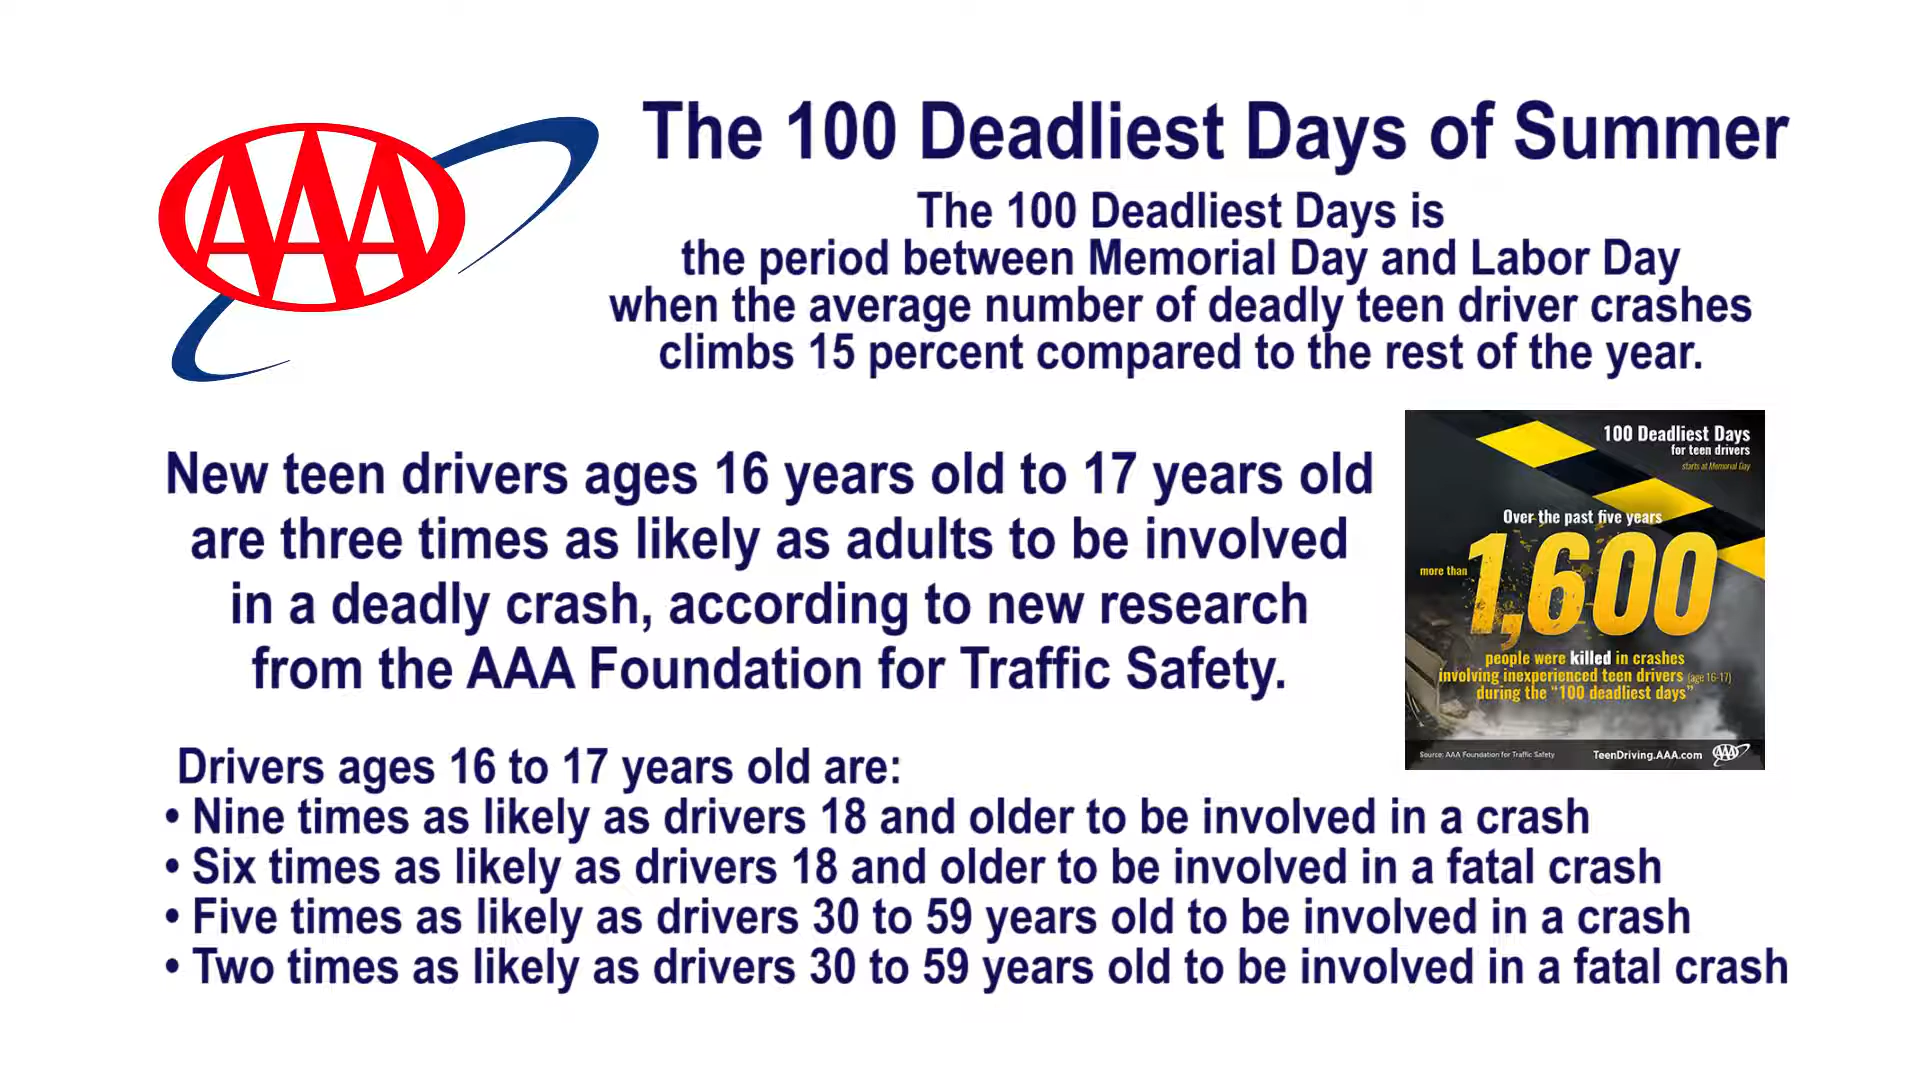 AAA
The 100 Deadliest Days of Summer
The 100 Deadliest Days is
the period between Memorial Day and Labor Day
when the average number of deadly teen driver crashes
climbs 15 percent compared to the rest of the year.
New teen drivers ages 16 years old to 17 years old
are three times as likely as adults to be involved
in a deadly crash, according to new research
from the AAA Foundation for Traffic Safety.
100 Deadliest Days
for teen drivers
starts at Memorial Day
Over the past five years
more than 1,600
people were killed in crashes
involving inexperienced teen drivers (age 16-17)
during the "100 deadliest days"
Source: AAA Foundation for Traffic Safety TeenDriving.AAA.com AAA
Drivers ages 16 to 17 years old are:
• Nine times as likely as drivers 18 and older to be involved in a crash
• Six times as likely as drivers 18 and older to be involved in a fatal crash
• Five times as likely as drivers 30 to 59 years old to be involved in a crash
• Two times as likely as drivers 30 to 59 years old to be involved in a fatal crash